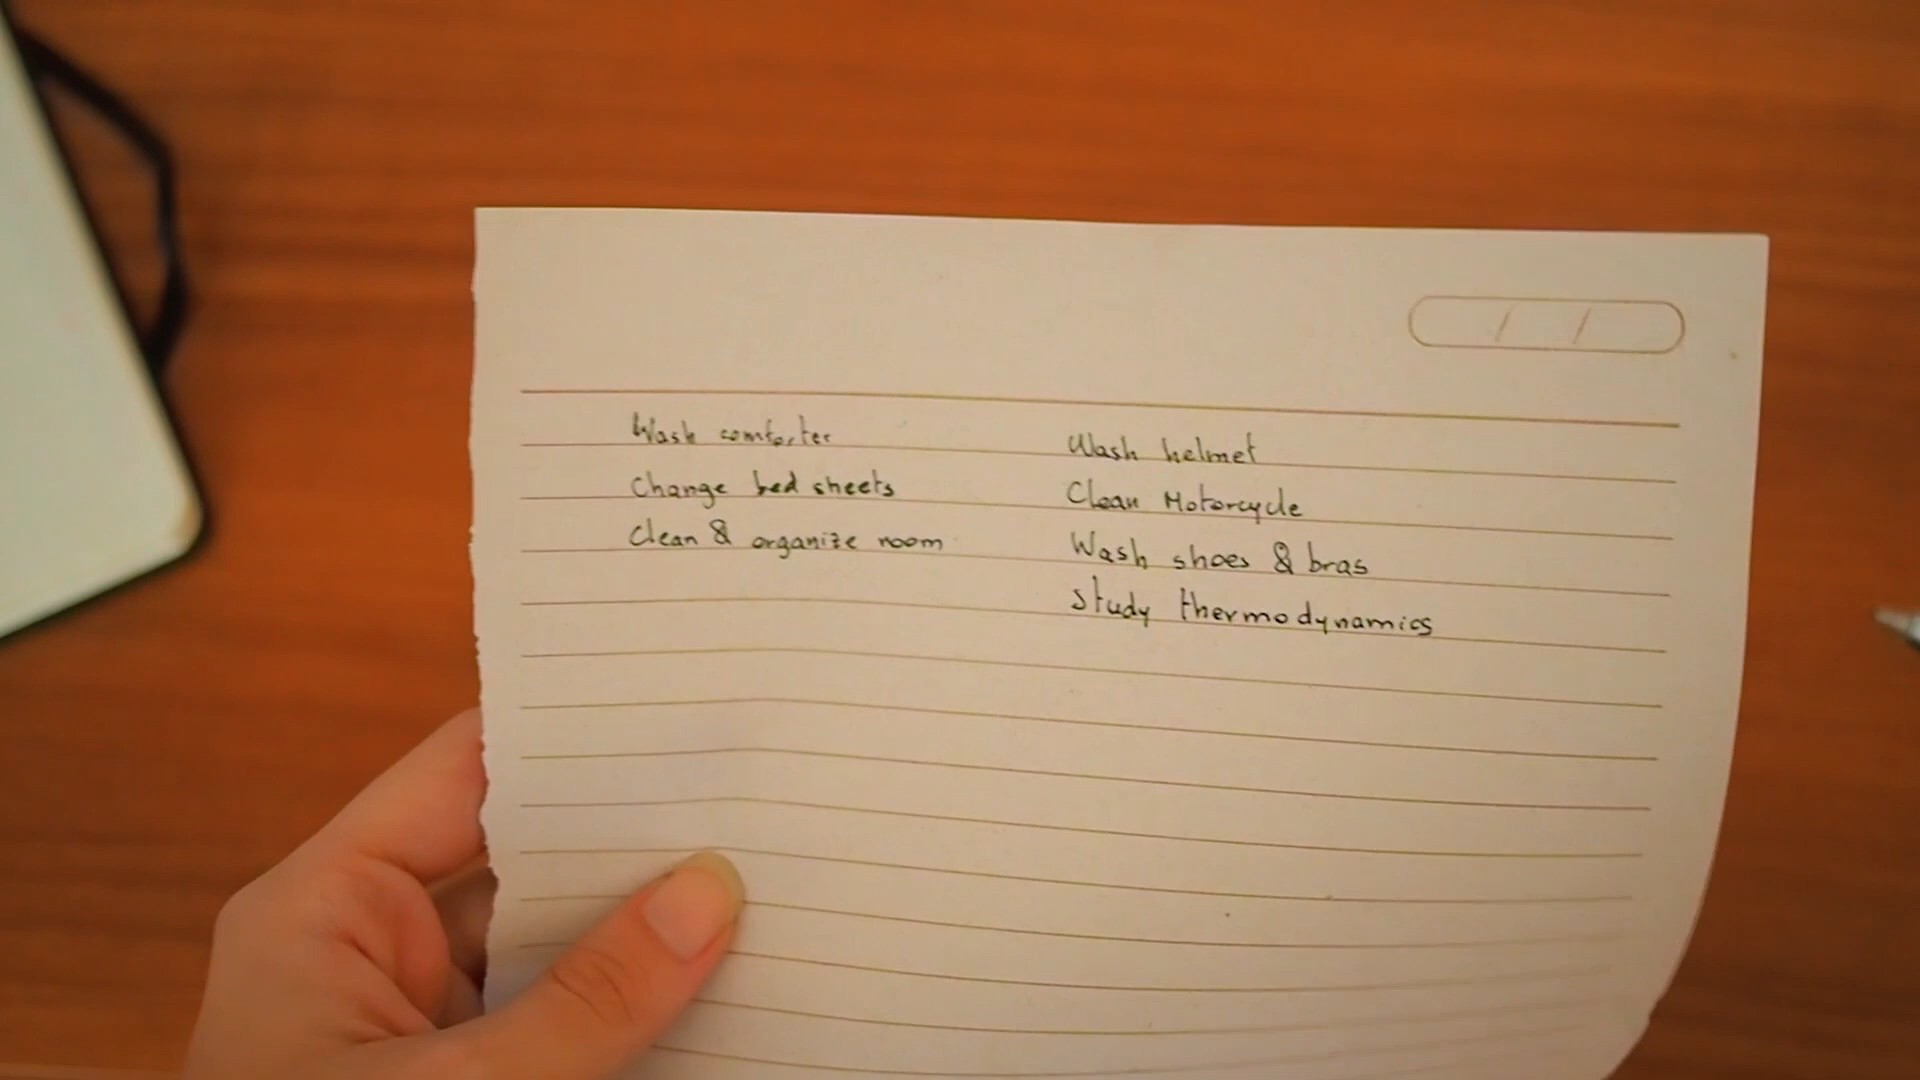 Wash comforter
Change bed sheets
Clean & organize room
Wash helmet
Clean Motorcycle
Wash shoes & bras
Study thermodynamics
/ /